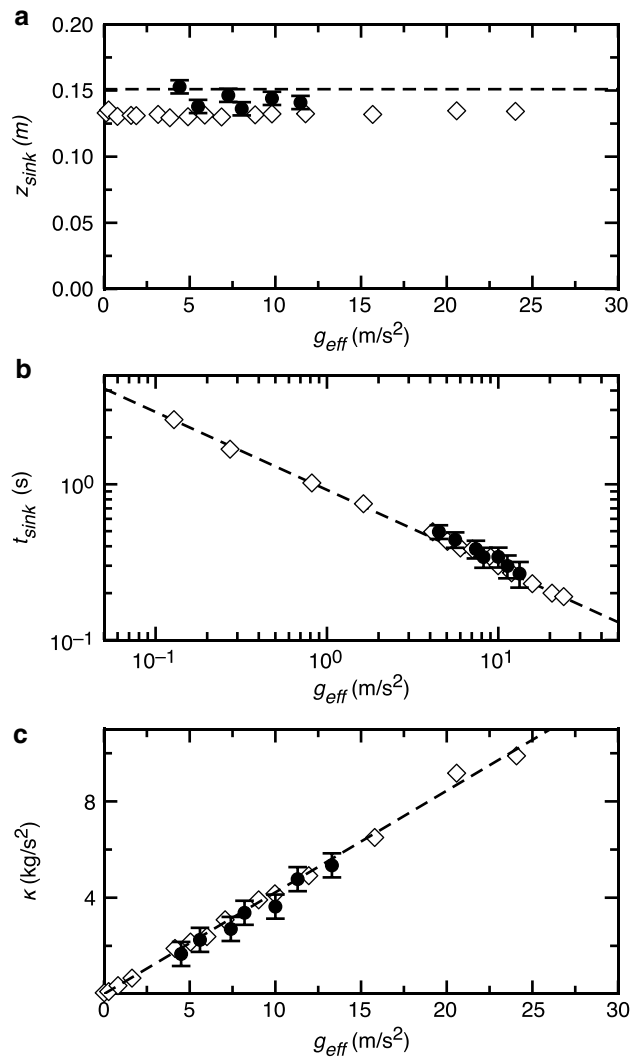 a
0.20
0.15
0.10
0.05
0.00
z_sink (m)
0 5 10 15 20 25 30
g_eff (m/s²)
b
10⁰
10⁻¹
t_sink (s)
10⁻¹ 10⁰ 10¹
g_eff (m/s²)
c
8
4
κ (kg/s²)
0 5 10 15 20 25 30
g_eff (m/s²)